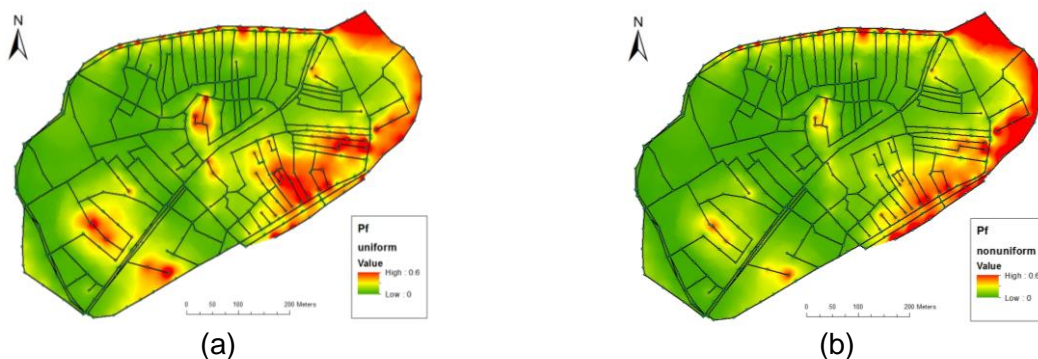 N
Pf
uniform
Value
High : 0.6
Low : 0
0 50 100 200 Meters
(a)
N
Pf
nonuniform
Value
High : 0.6
Low : 0
0 50 100 200 Meters
(b)